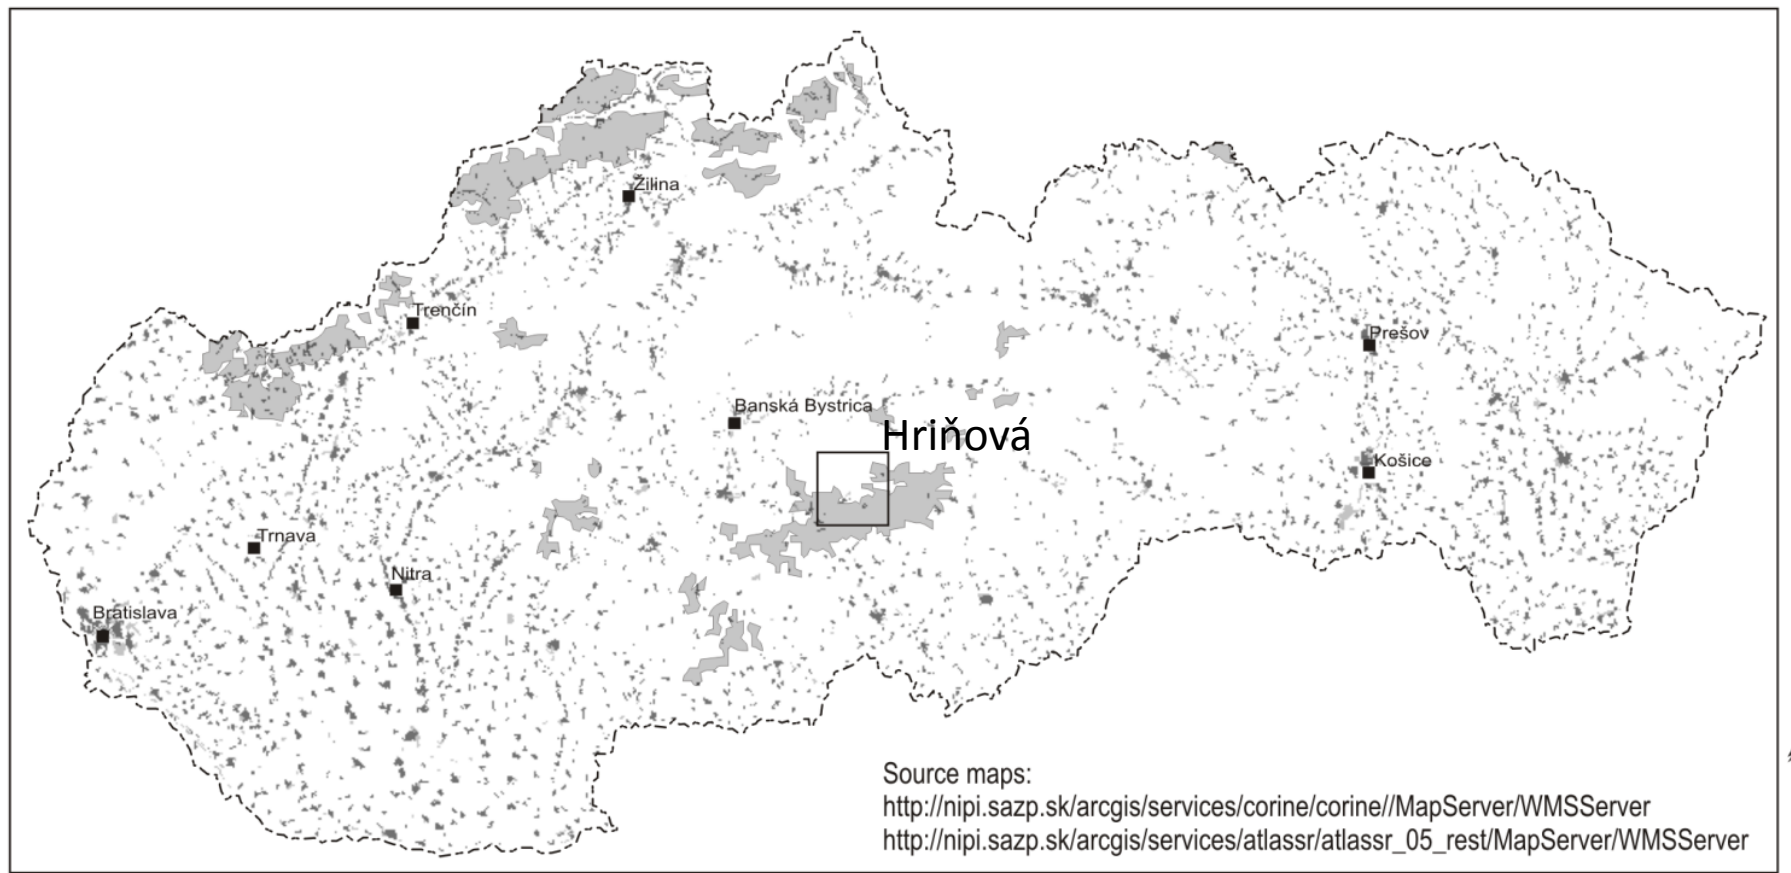 Žilina
Trenčín
Prešov
Banská Bystrica
Hriňová
Košice
Trnava
Nitra
Bratislava
Source maps:
http://nipi.sazp.sk/arcgis/services/corine/corine//MapServer/WMSServer
http://nipi.sazp.sk/arcgis/services/atlassr/atlassr_05_rest/MapServer/WMSServer